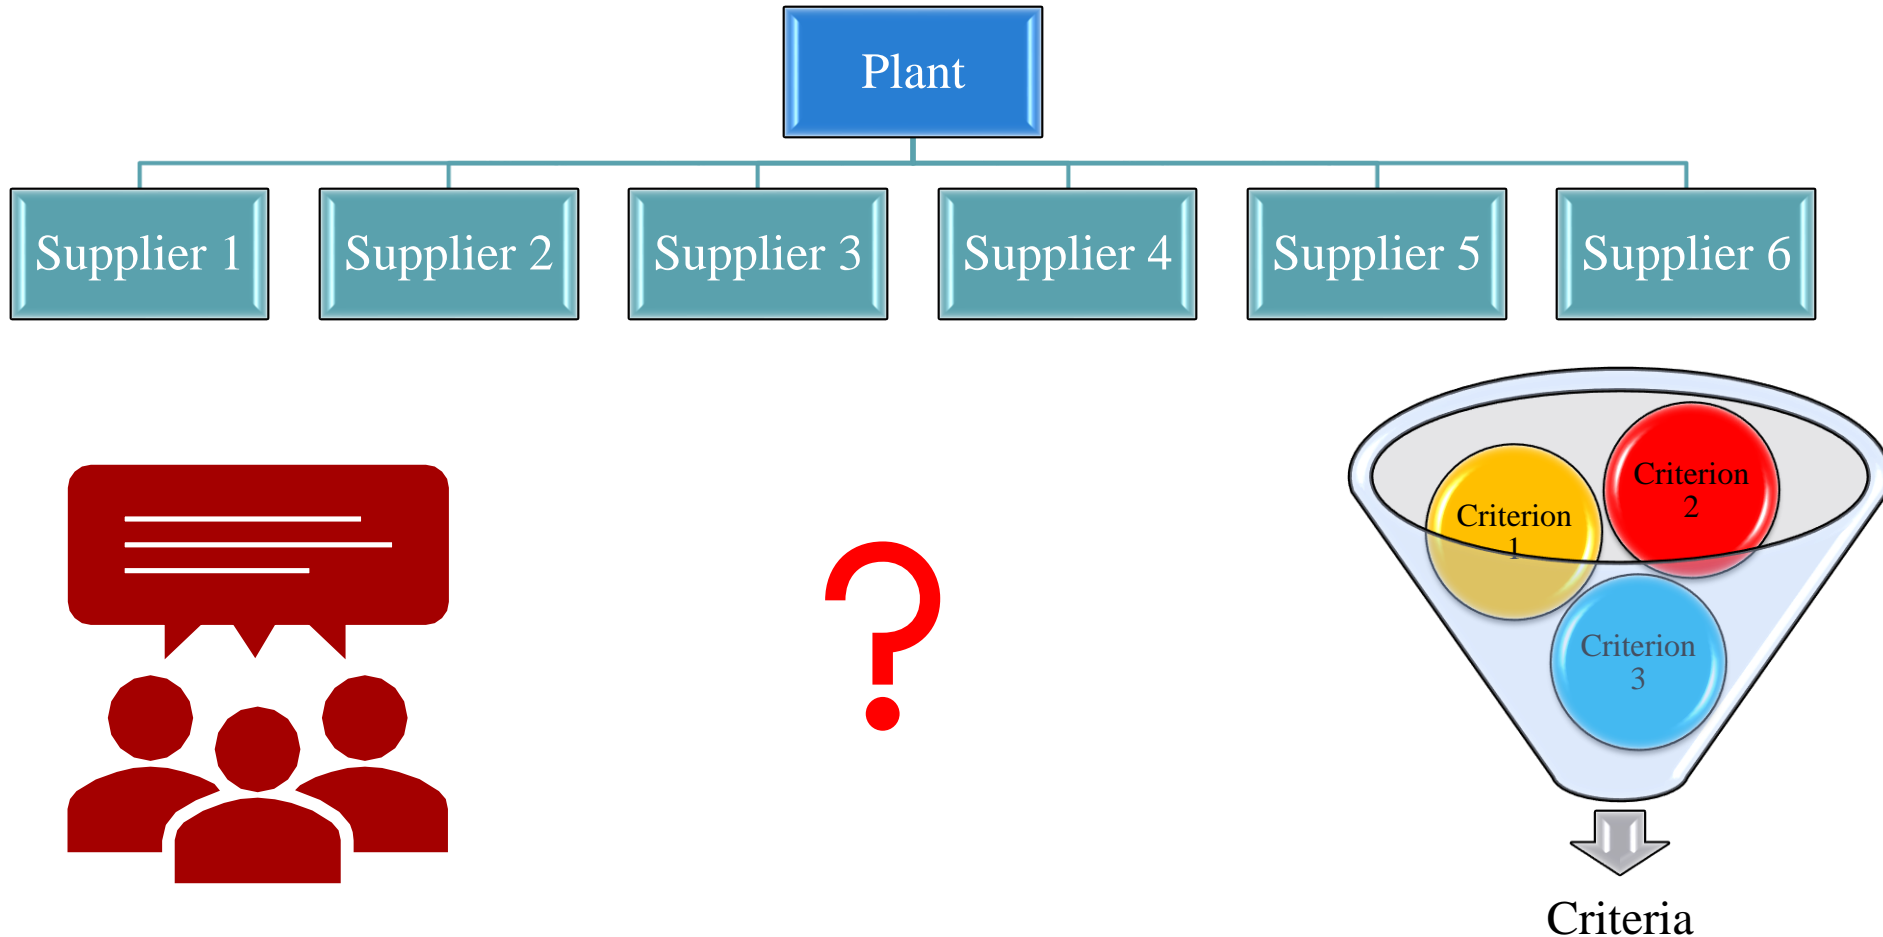 Plant
Supplier 1
Supplier 2
Supplier 3
Supplier 4
Supplier 5
Supplier 6
Criterion
1
Criterion
2
Criterion
3
?
Criteria